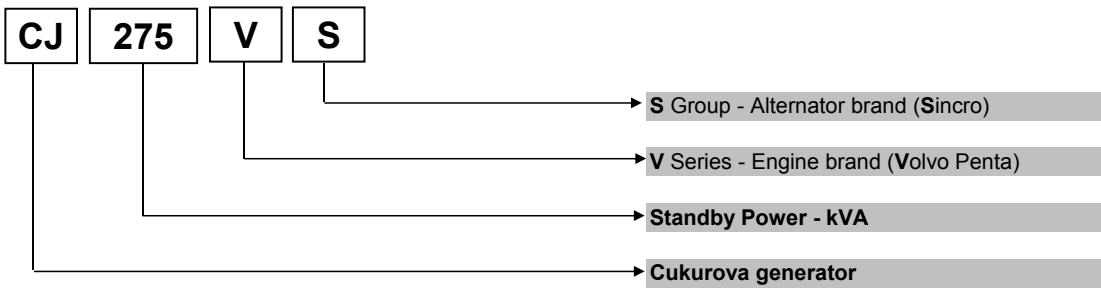 CJ 275 V S
S Group - Alternator brand (Sincro)
V Series - Engine brand (Volvo Penta)
Standby Power - kVA
Cukurova generator